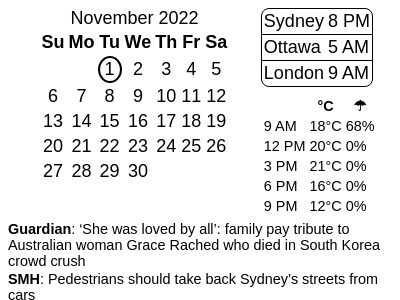 November 2022
Su Mo Tu We Th Fr Sa
1 2 3 4 5
6 7 8 9 10 11 12
13 14 15 16 17 18 19
20 21 22 23 24 25 26
27 28 29 30
Sydney 8 PM
Ottawa 5 AM
London 9 AM
°C ☂
9 AM 18°C 68%
12 PM 20°C 0%
3 PM 21°C 0%
6 PM 16°C 0%
9 PM 12°C 0%
Guardian: ‘She was loved by all’: family pay tribute to
Australian woman Grace Rached who died in South Korea
crowd crush
SMH: Pedestrians should take back Sydney’s streets from
cars